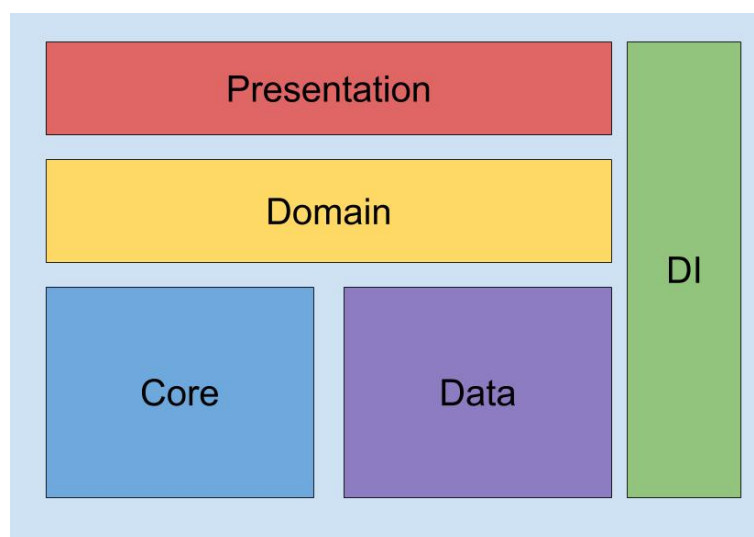 Presentation
Domain
DI
Core
Data